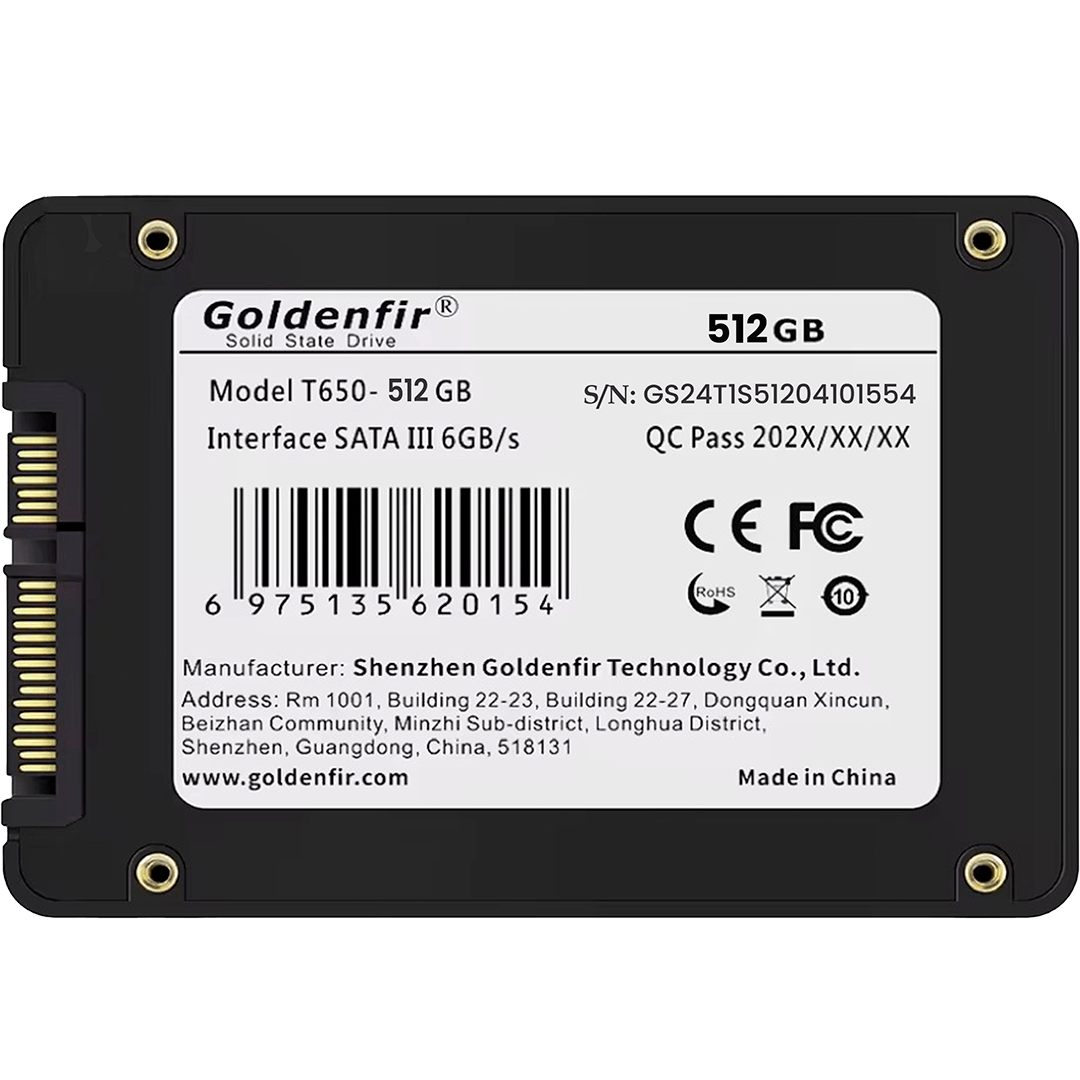 Goldenfir®
Solid State Drive
512GB
Model T650- 512 GB
S/N: GS24T1S51204101554
Interface SATA III 6GB/s
QC Pass 202X/XX/XX
CE FC
RoHS
10
6 975135 620154
Manufacturer: Shenzhen Goldenfir Technology Co., Ltd.
Address: Rm 1001, Building 22-23, Building 22-27, Dongquan Xincun,
Beizhan Community, Minzhi Sub-district, Longhua District,
Shenzhen, Guangdong, China, 518131
www.goldenfir.com
Made in China